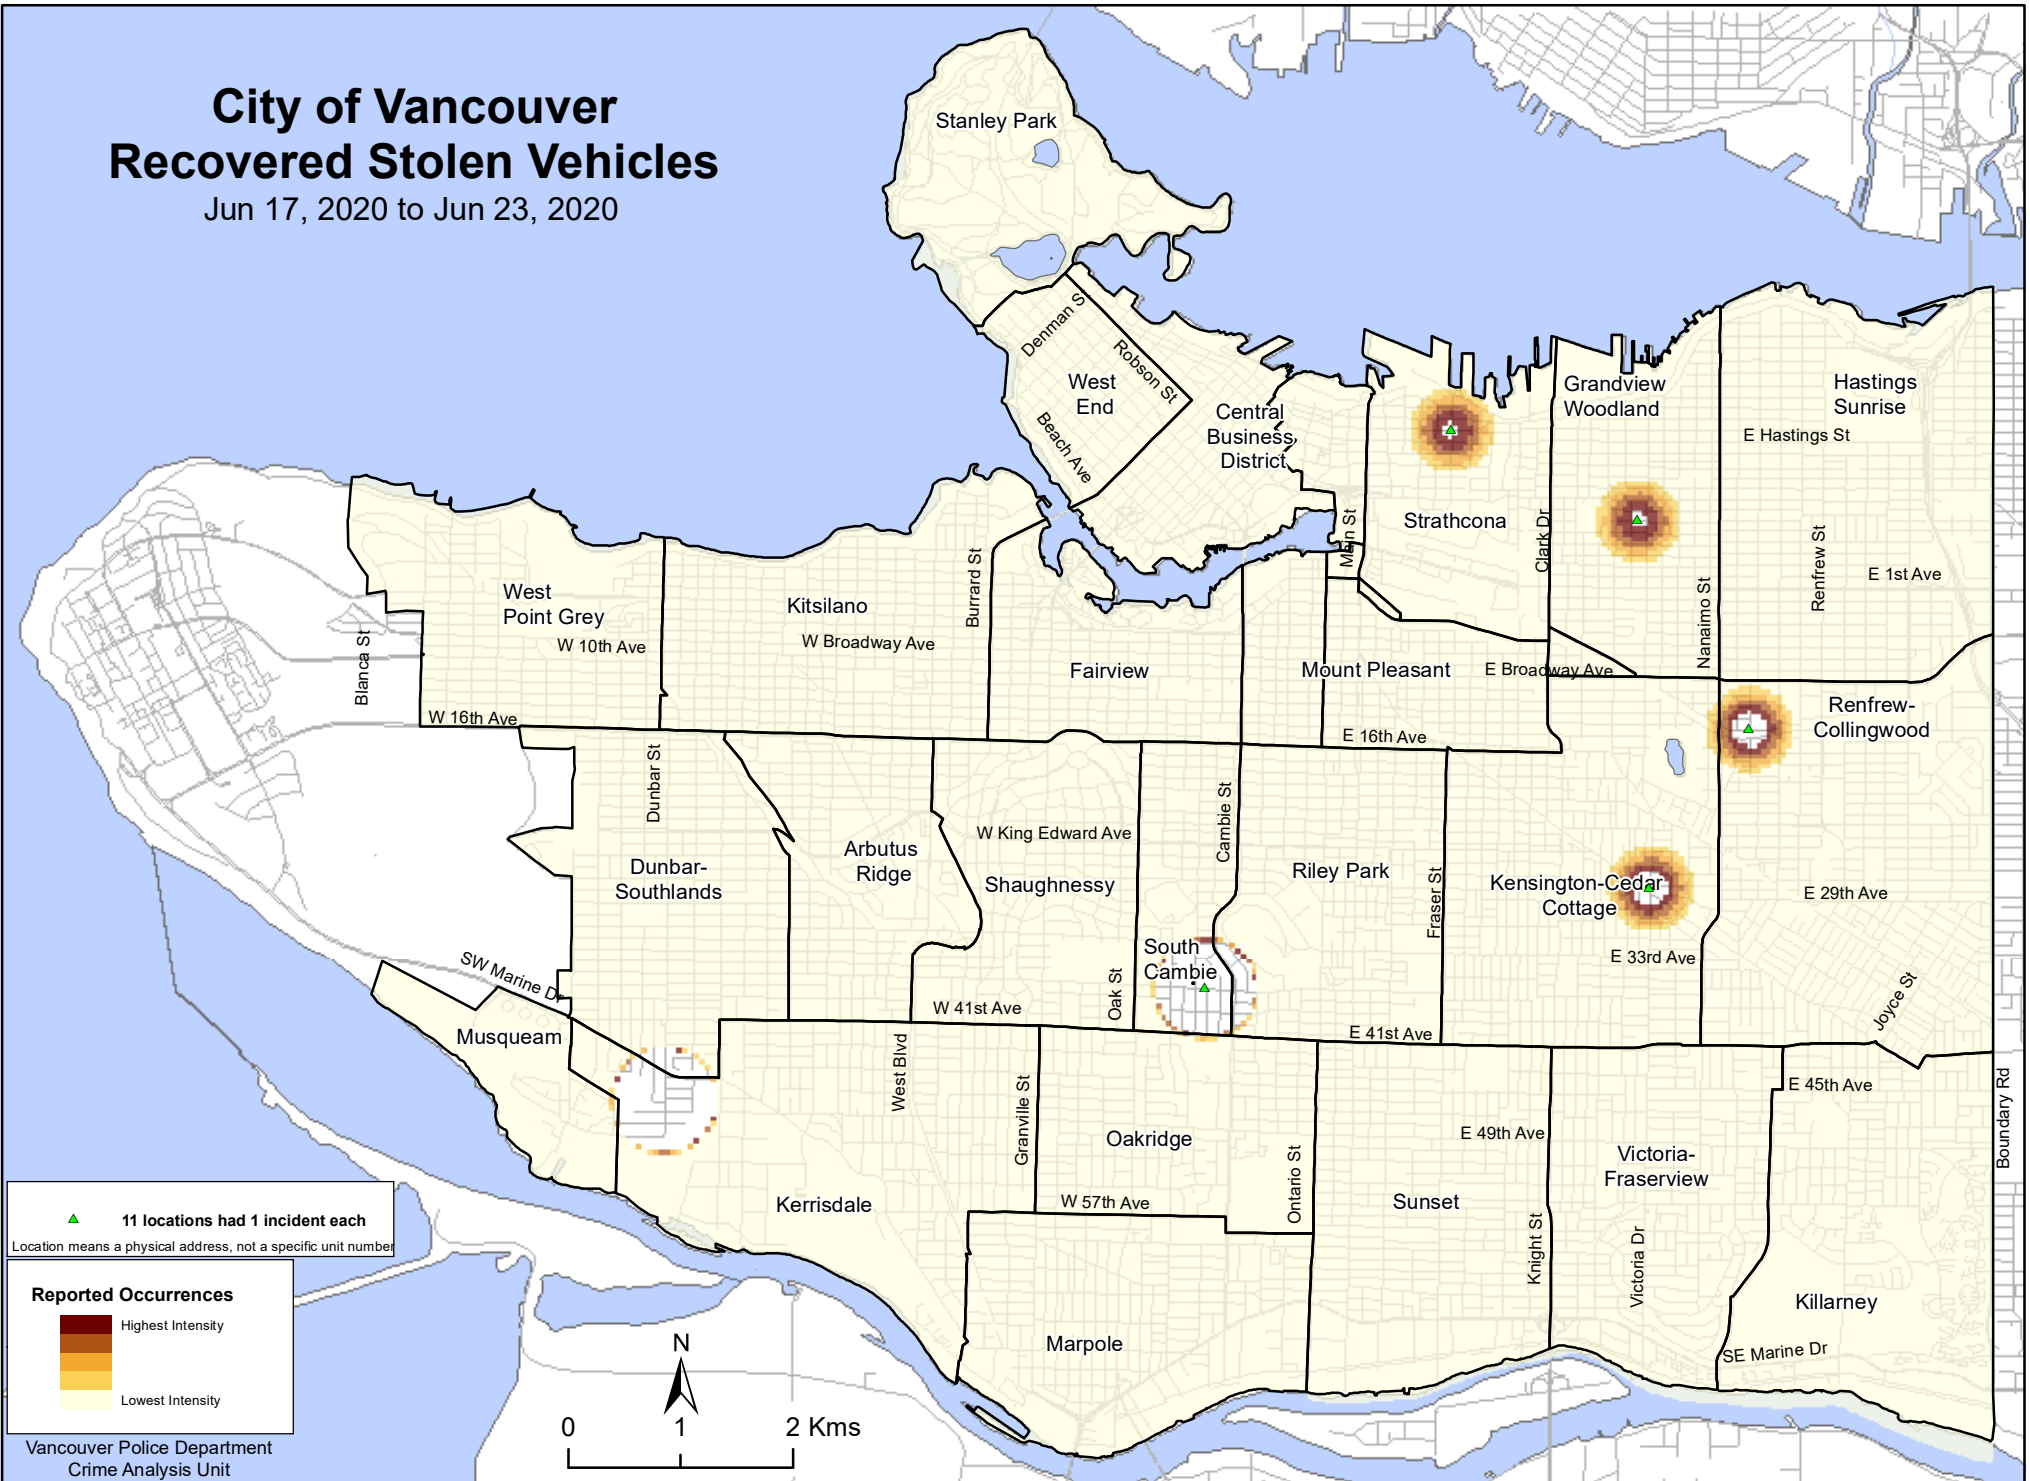 City of Vancouver
Recovered Stolen Vehicles
Jun 17, 2020 to Jun 23, 2020
Stanley Park
Denman S
Robson St
West
End
Beach Ave
Central
Business
District
Grandview
Woodland
Hastings
Sunrise
E Hastings St
Strathcona
Main St
Clark Dr
Nanaimo St
Renfrew St
E 1st Ave
West
Point Grey
W 10th Ave
Blanca St
W 16th Ave
Kitsilano
W Broadway Ave
Burrard St
Fairview
Mount Pleasant
E Broadway Ave
E 16th Ave
Renfrew-
Collingwood
Dunbar St
Dunbar-
Southlands
Arbutus
Ridge
W King Edward Ave
Shaughnessy
Cambie St
Riley Park
Fraser St
Kensington-Cedar
Cottage
E 29th Ave
E 33rd Ave
South
Cambie
Oak St
W 41st Ave
E 41st Ave
Joyce St
SW Marine Dr
Musqueam
West Blvd
Granville St
Oakridge
W 57th Ave
Ontario St
E 49th Ave
Sunset
Knight St
Victoria-
Fraserview
Victoria Dr
E 45th Ave
Boundary Rd
Killarney
SE Marine Dr
Kerrisdale
Marpole
11 locations had 1 incident each
Location means a physical address, not a specific unit number
Reported Occurrences
Highest Intensity
Lowest Intensity
Vancouver Police Department
Crime Analysis Unit
N
0 1 2 Kms